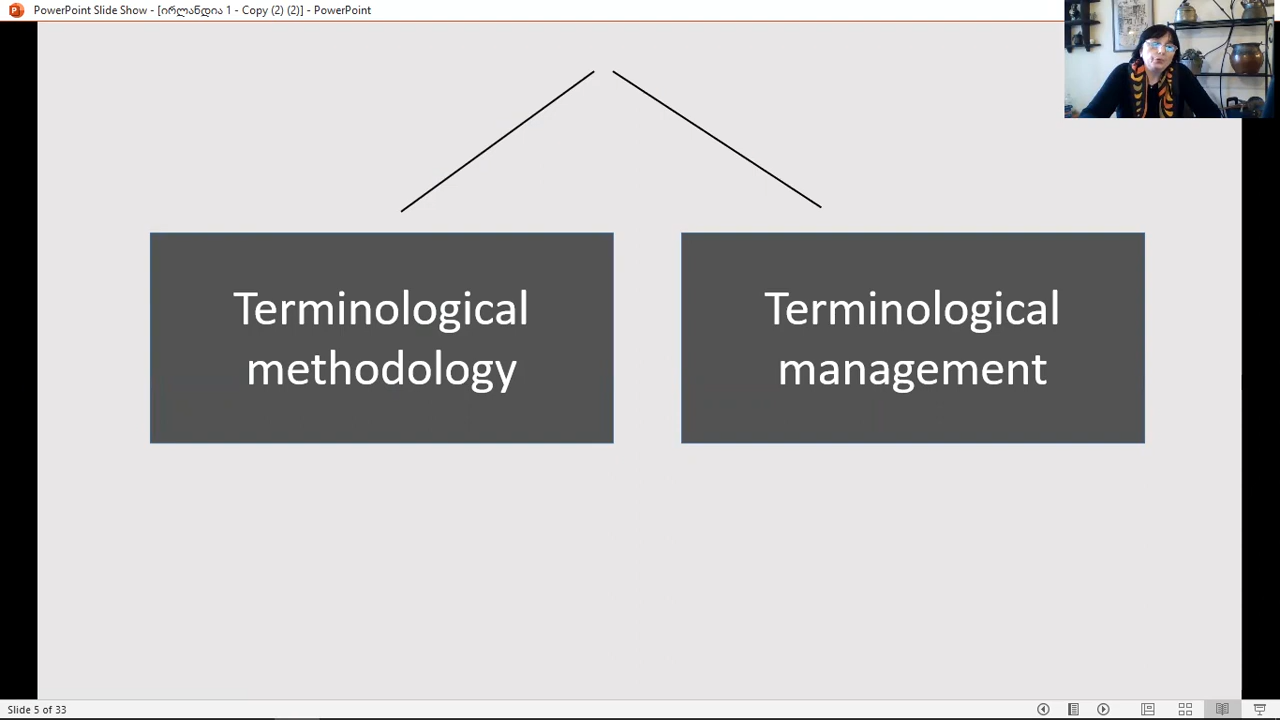 PowerPoint Slide Show - [ირლანდია 1 - Copy (2) (2)] - PowerPoint
Terminological
methodology
Terminological
management
Slide 5 of 33